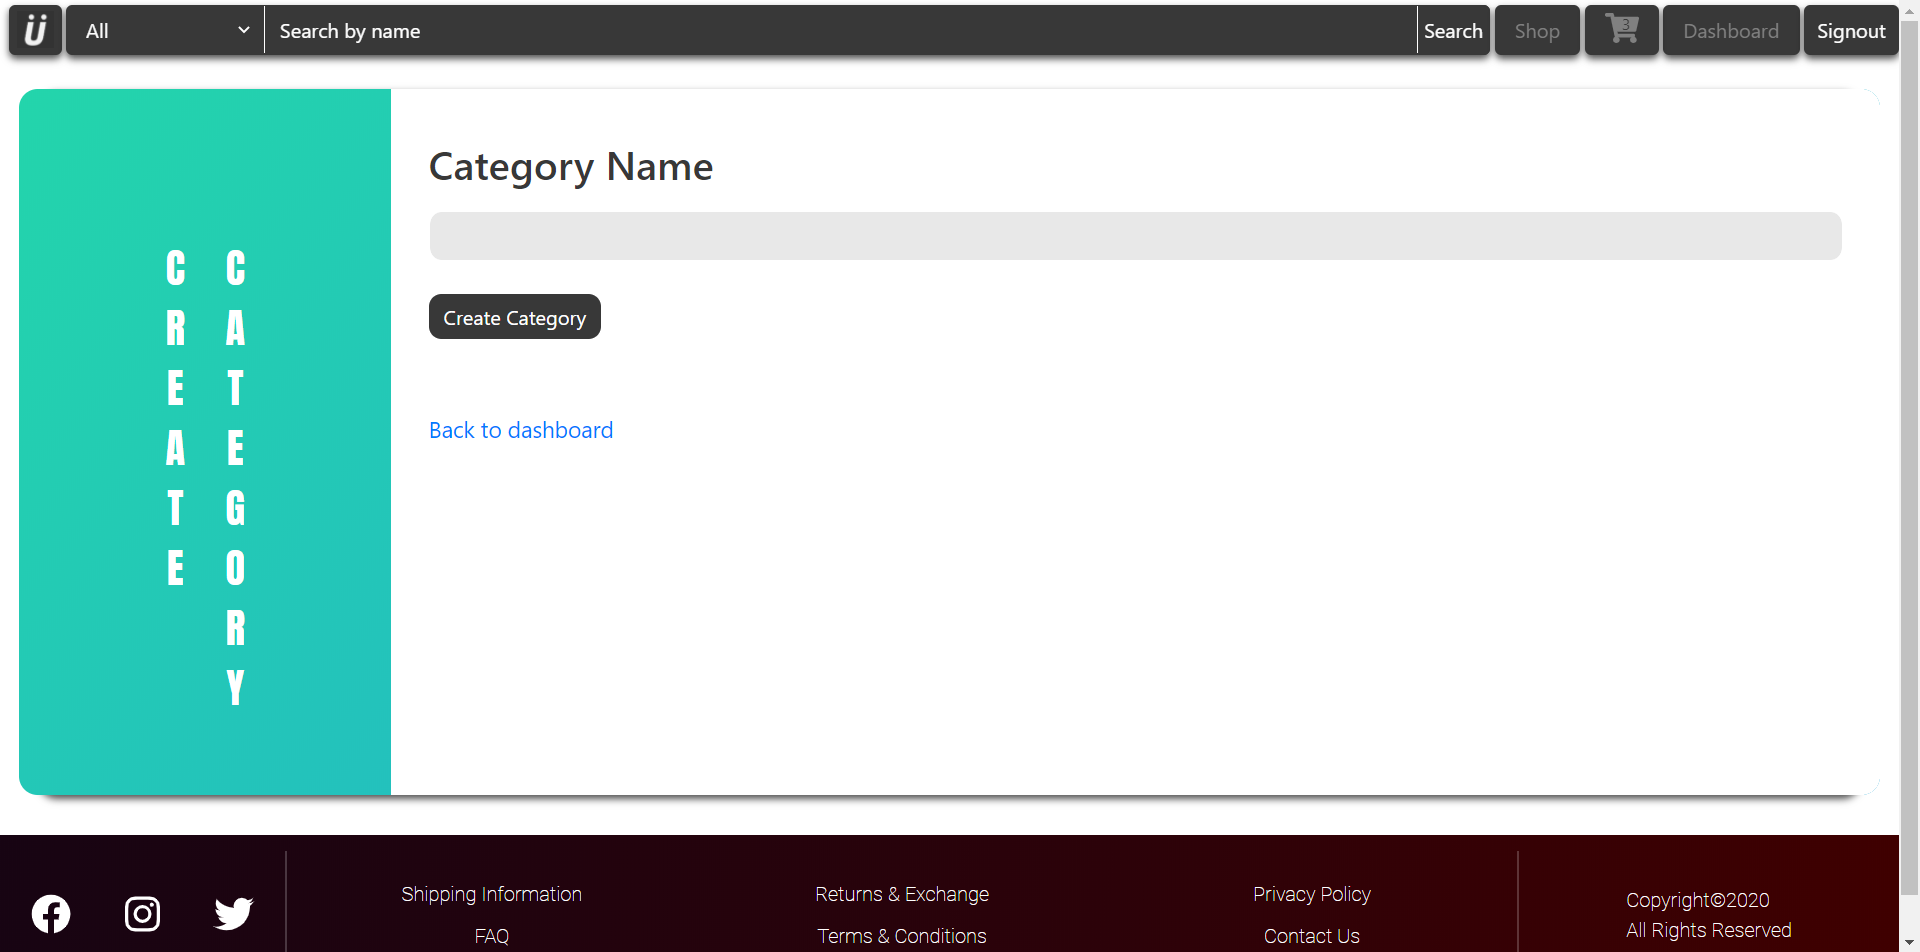 Ü All Search by name Search Shop 3 Dashboard Signout
CREATE
CATEGORY
Category Name
Create Category
Back to dashboard
Shipping Information
FAQ
Returns & Exchange
Terms & Conditions
Privacy Policy
Contact Us
Copyright©2020
All Rights Reserved